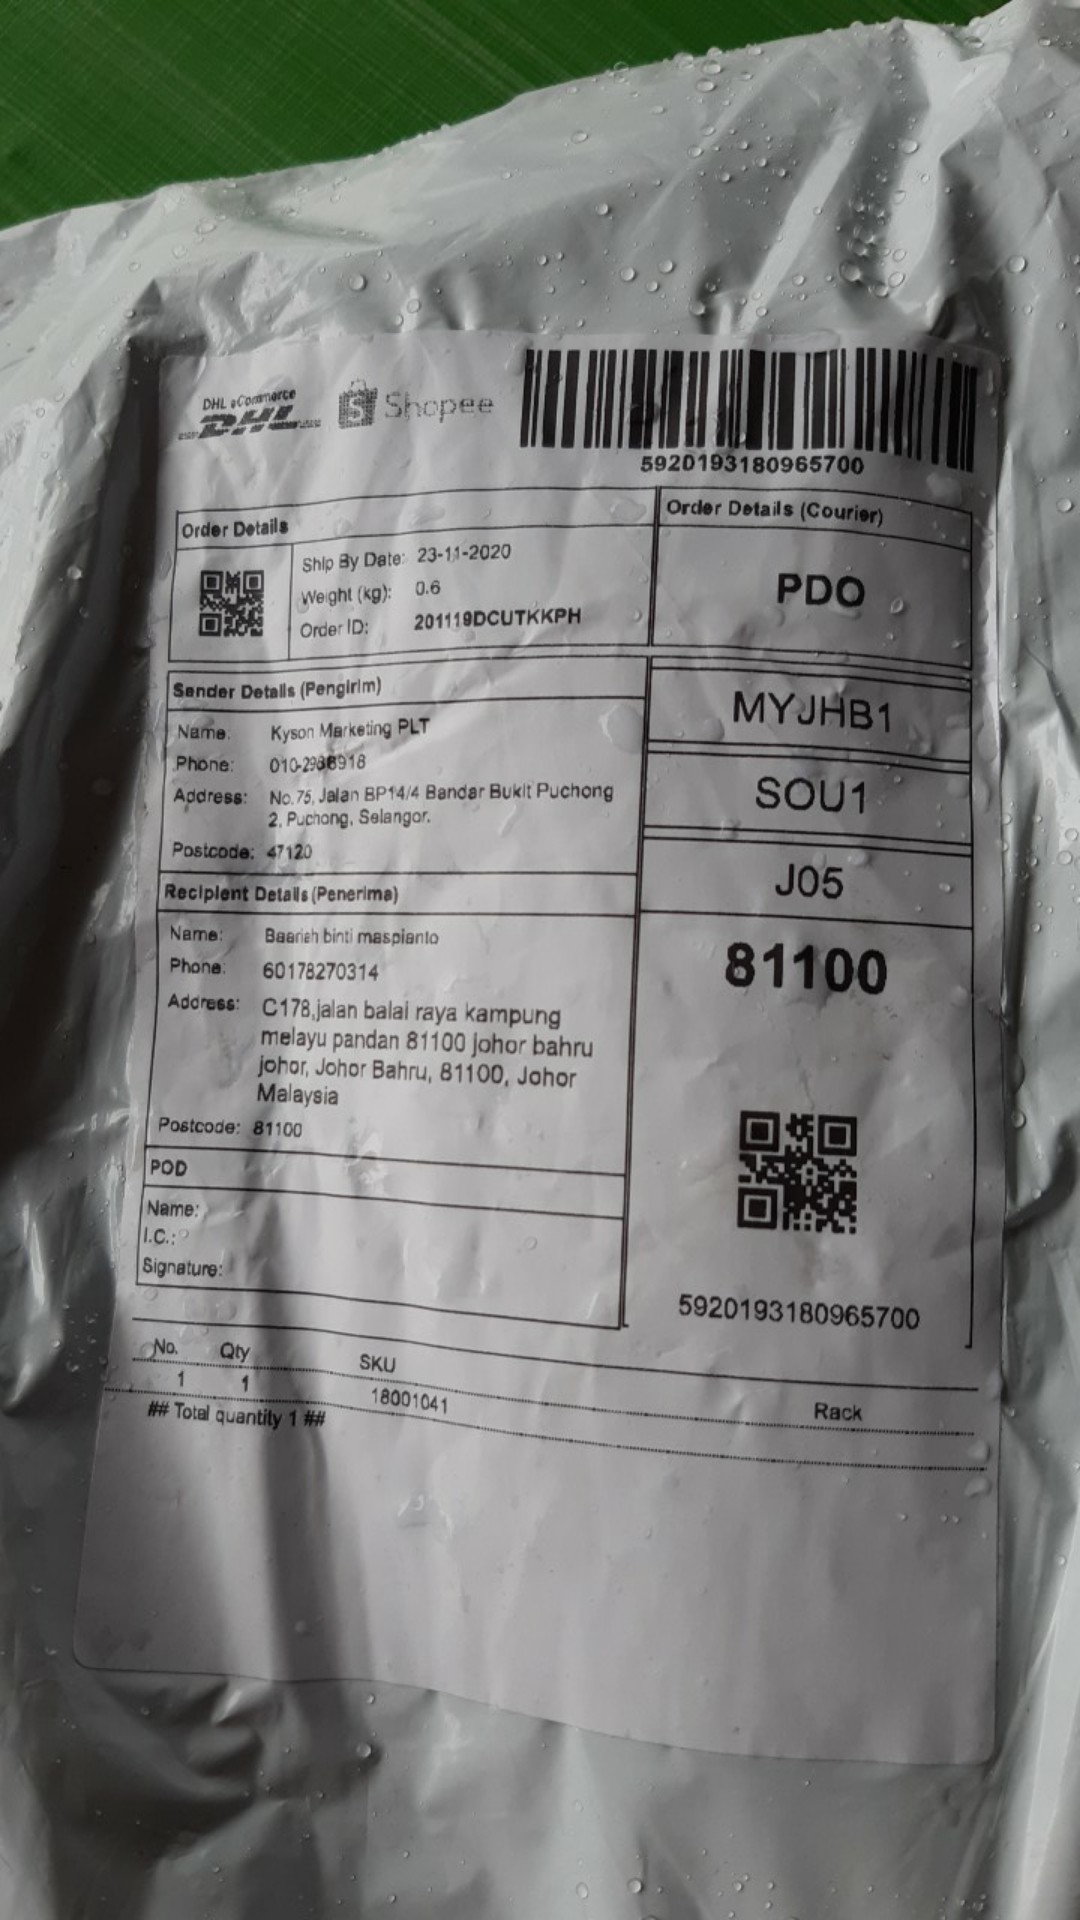 DHL eCommerce
DHL
Shopee
5920193180965700
Order Details
Ship By Date: 23-11-2020
Weight (kg): 0.6
Order ID: 201119DCUTKKPH
Order Details (Courier)
PDO
MYJHB1
SOU1
J05
81100
5920193180965700
Sender Details (Pengirim)
Name: Kyson Marketing PLT
Phone:
Address: No.75, Jalan BP14/4 Bandar Bukit Puchong
2, Puchong, Selangor.
Postcode: 47120
Recipient Details (Penerima)
Name: Baariah binti maspianto
Phone: 60178270314
Address: C178,jalan balai raya kampung
melayu pandan 81100 johor bahru
johor, Johor Bahru, 81100, Johor
Malaysia
Postcode: 81100
POD
Name:
I.C.:
Signature:
No. Qty SKU Rack
1 1 18001041
## Total quantity 1 ##